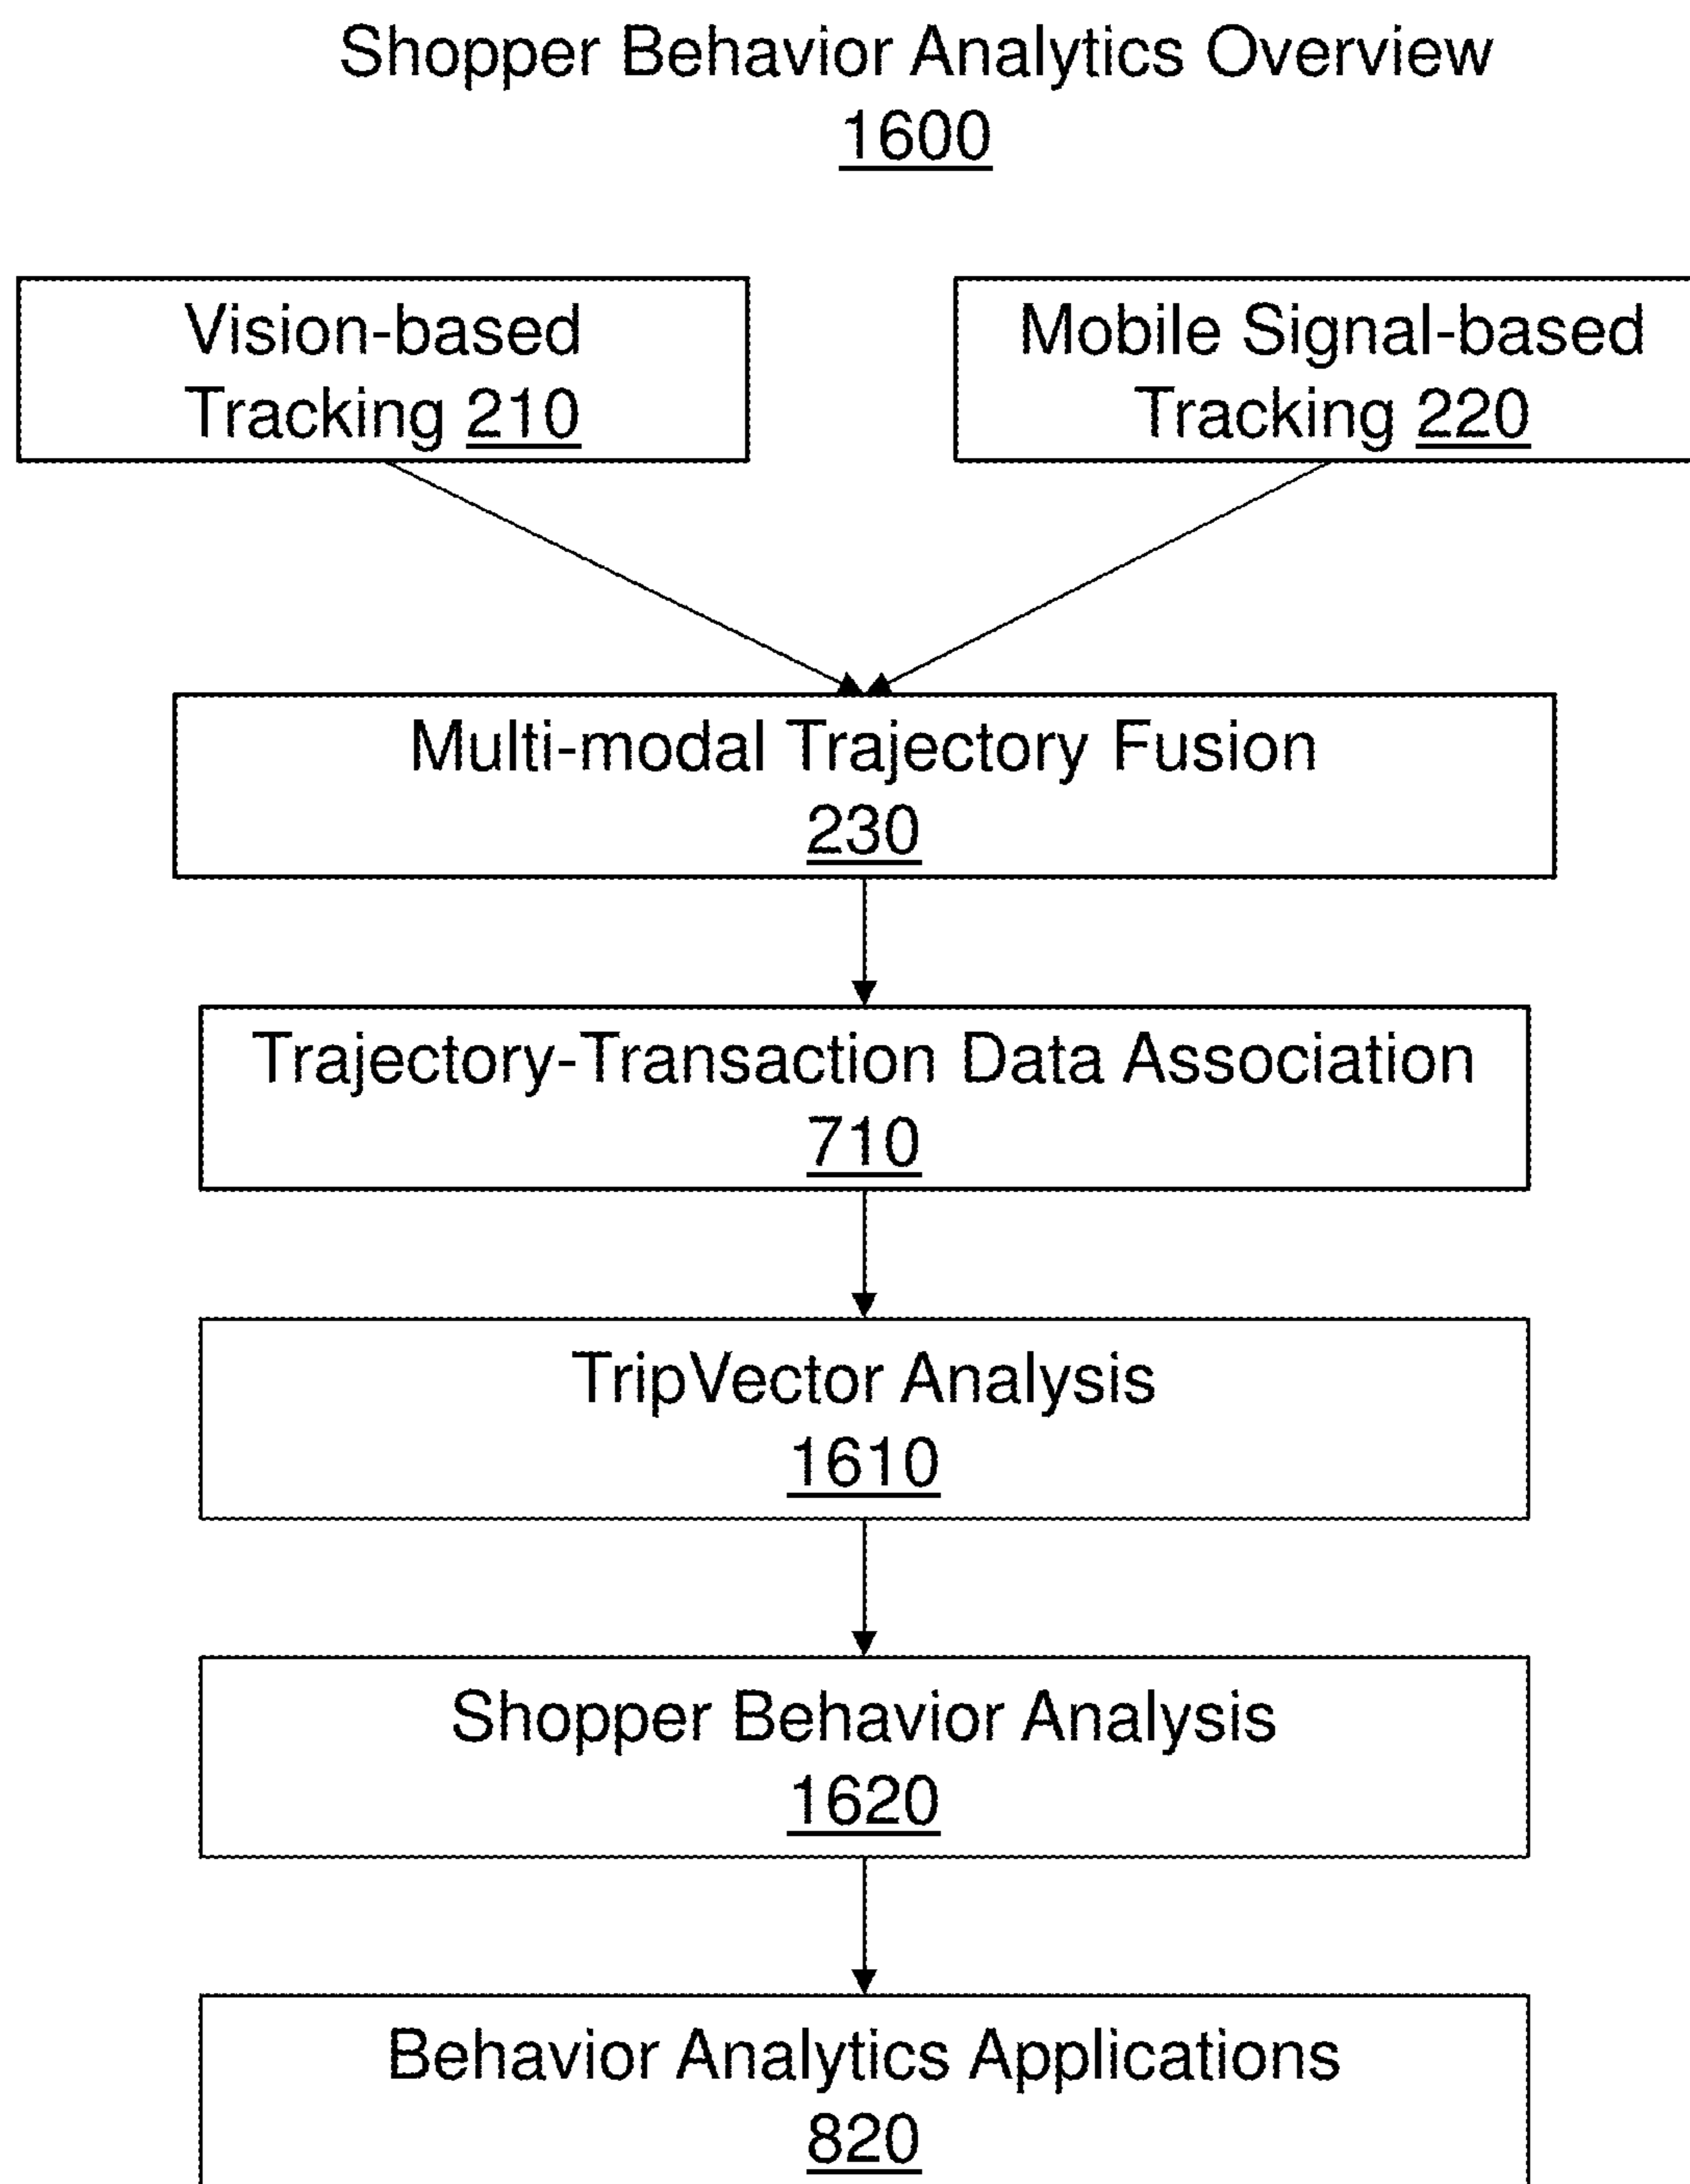 Shopper Behavior Analytics Overview
1600
Vision-based
Tracking 210
Mobile Signal-based
Tracking 220
Multi-modal Trajectory Fusion
230
Trajectory-Transaction Data Association
710
TripVector Analysis
1610
Shopper Behavior Analysis
1620
Behavior Analytics Applications
820